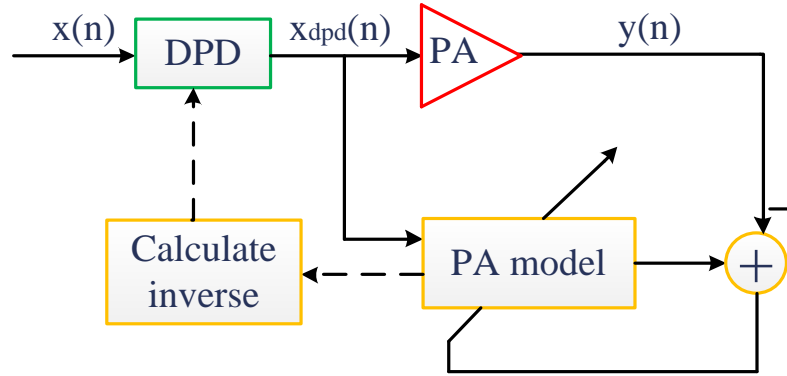 x(n)
DPD
xdpd(n)
PA
y(n)
Calculate
inverse
PA model
+